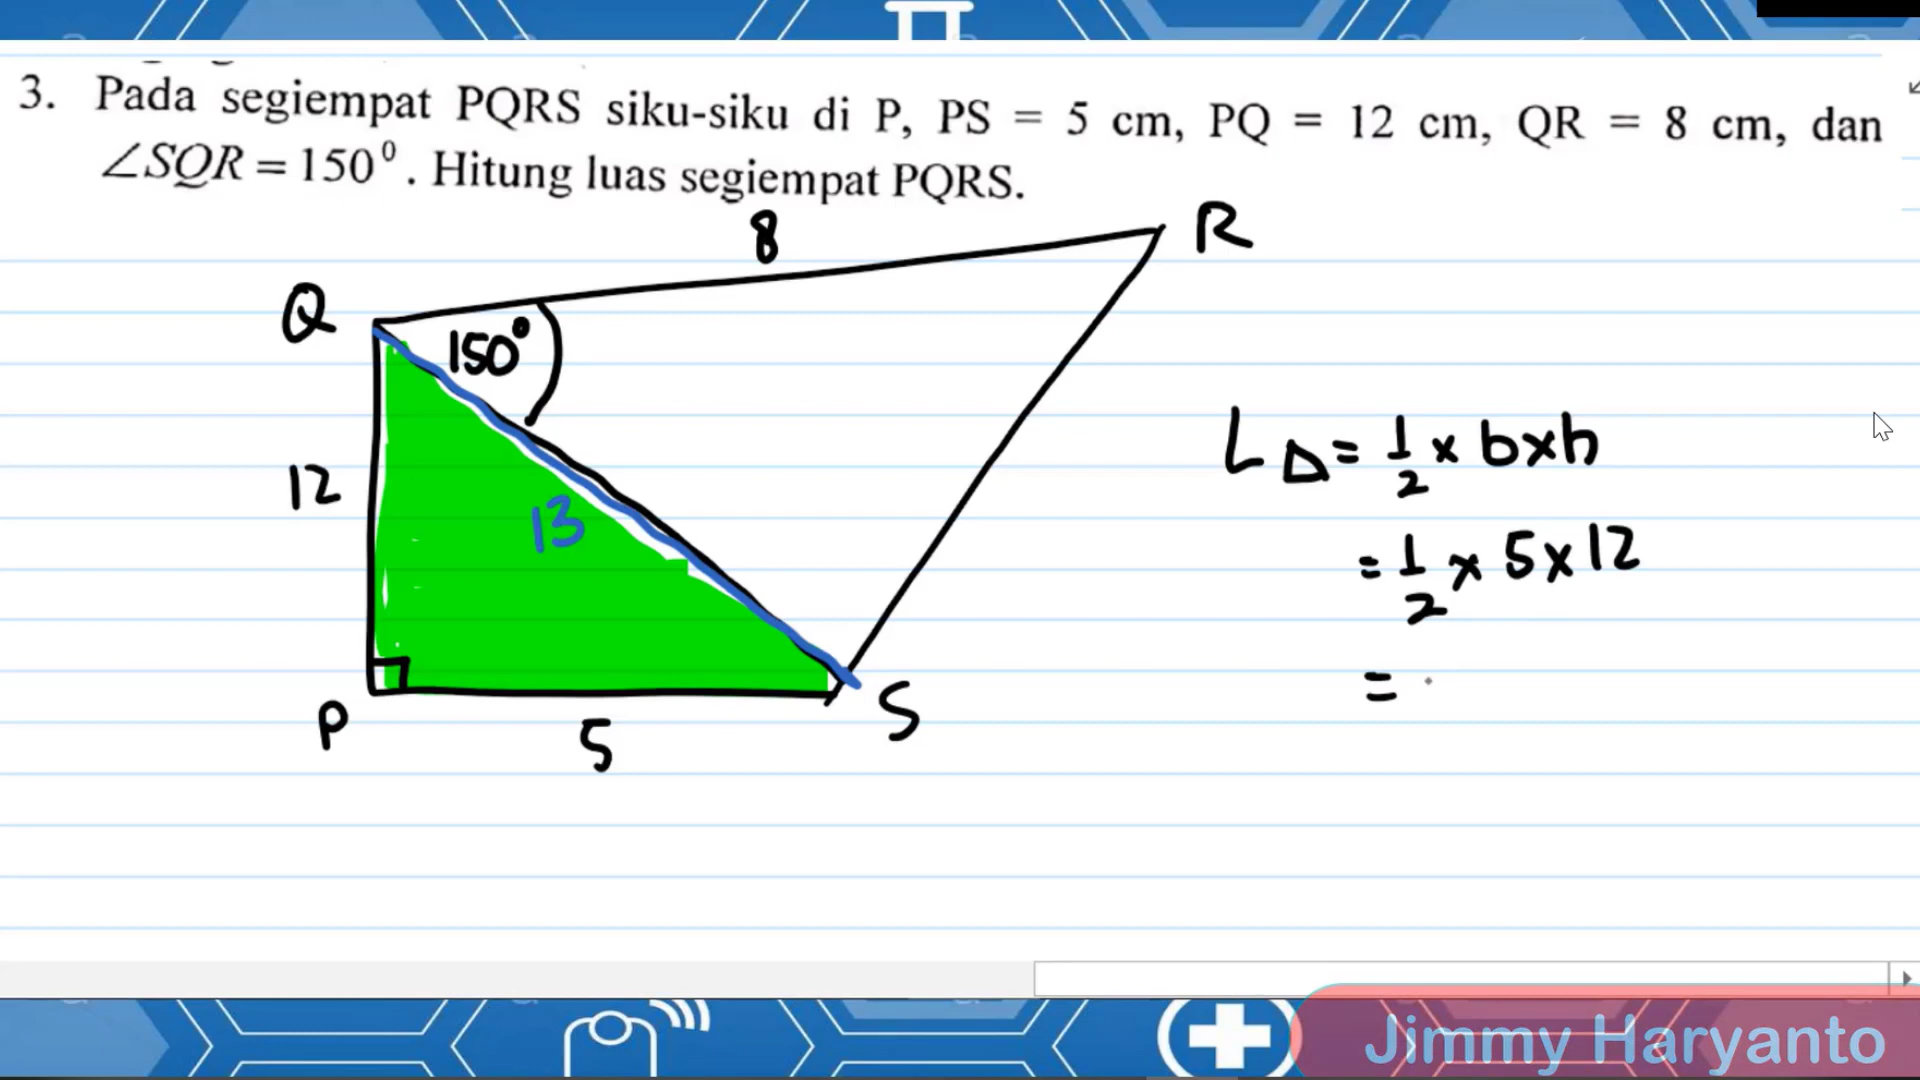 3. Pada segiempat PQRS siku-siku di P, PS = 5 cm, PQ = 12 cm, QR = 8 cm, dan
∠SQR = 150⁰. Hitung luas segiempat PQRS.
8
R
Q
150°
12
13
P
5
S
L△ = 1/2 × b × h
= 1/2 × 5 × 12
=
Jimmy Haryanto